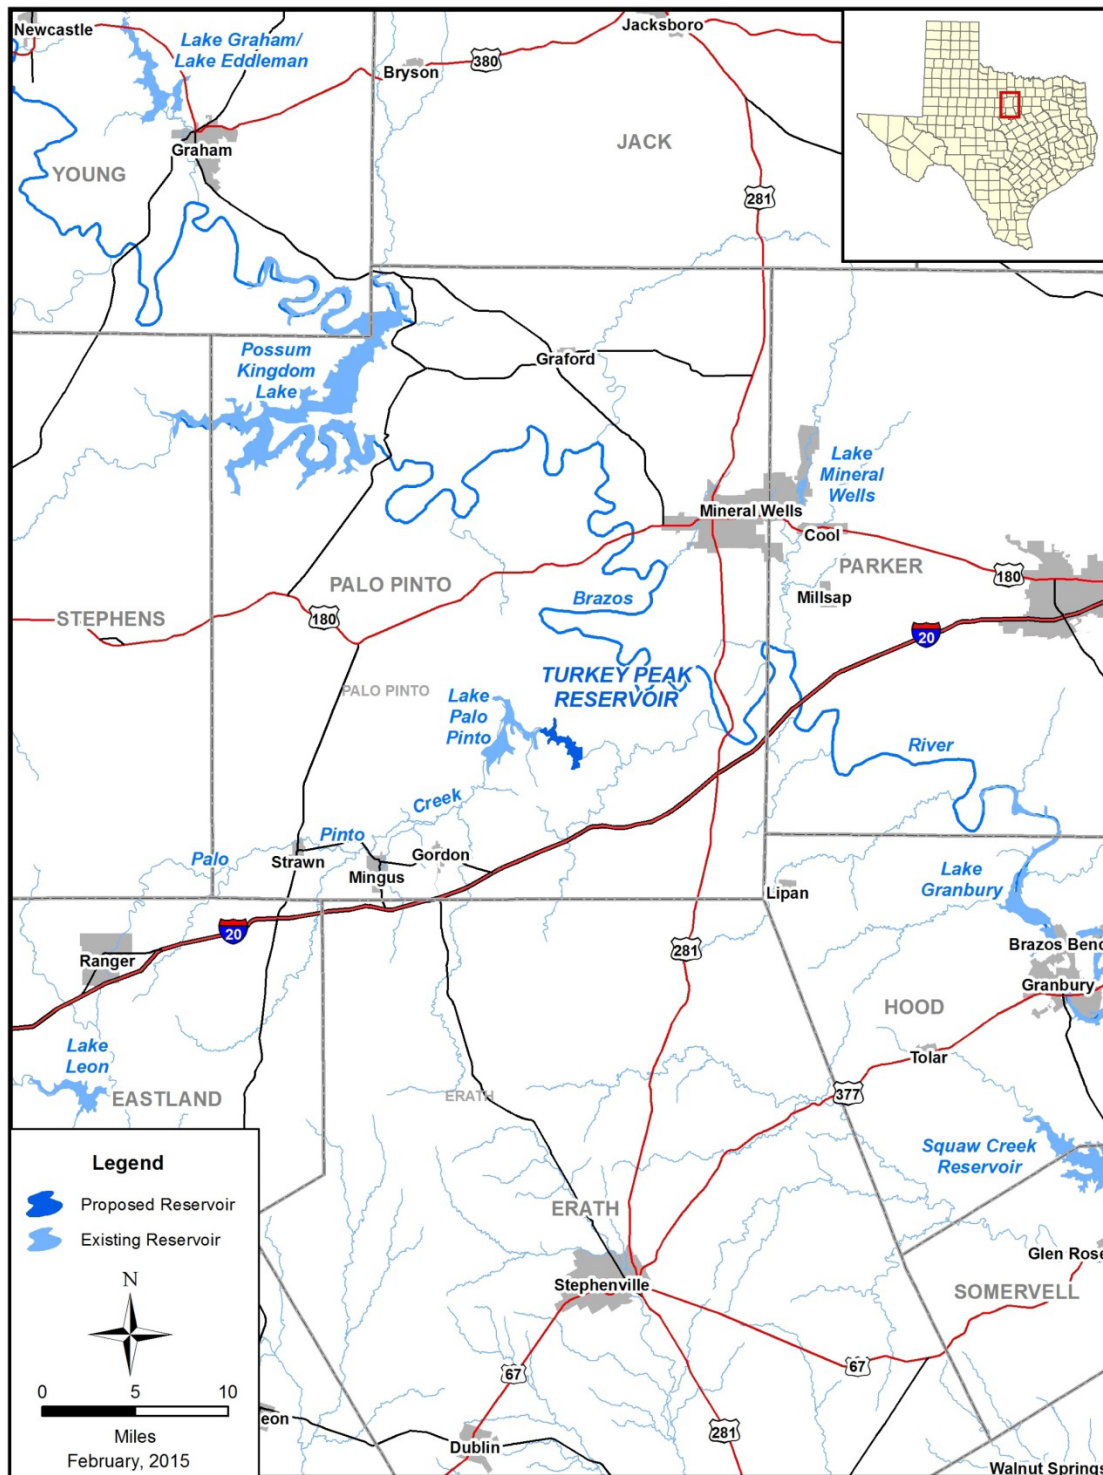 Newcastle
Lake Graham/
Lake Eddleman
Jacksboro
380
Bryson
Graham
YOUNG
JACK
281
Possum
Kingdom
Lake
Graford
Lake
Mineral
Wells
Mineral Wells
Cool
PARKER
180
Millsap
PALO PINTO
Brazos
STEPHENS
180
20
TURKEY PEAK
RESERVOIR
PALO PINTO
Lake
Palo
Pinto
River
Creek
Pinto
Palo
Strawn
Gordon
Mingus
Lipan
Lake
Granbury
20
Ranger
281
Brazos Bend
Granbury
HOOD
Lake
Leon
Tolar
EASTLAND
ERATH
377
Squaw Creek
Reservoir
Legend
Proposed Reservoir
Existing Reservoir
N
0 5 10
Miles
February, 2015
ERATH
Stephenville
Glen Rose
SOMERVELL
67
67
281
eon
Dublin
Walnut Springs